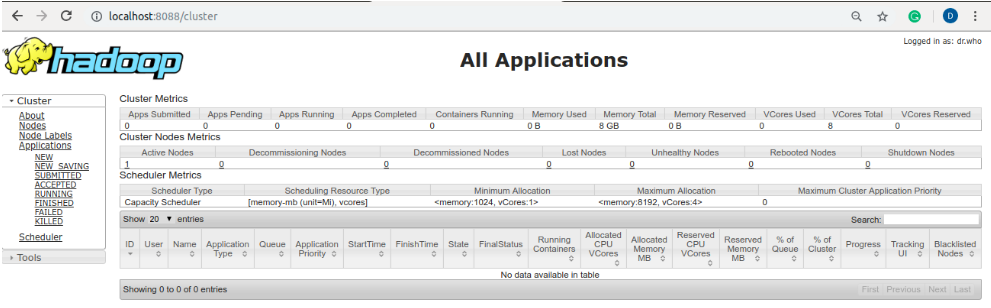 localhost:8088/cluster
D
Logged in as: dr.who
hadoop
All Applications
Cluster
About
Nodes
Node Labels
Applications
NEW
NEW_SAVING
SUBMITTED
ACCEPTED
RUNNING
FINISHED
FAILED
KILLED
Scheduler
Tools
Cluster Metrics
Apps Submitted Apps Pending Apps Running Apps Completed Containers Running Memory Used Memory Total Memory Reserved VCores Used VCores Total VCores Reserved
0 0 0 0 0 0 B 8 GB 0 B 0 8 0
Cluster Nodes Metrics
Active Nodes Decommissioning Nodes Decommissioned Nodes Lost Nodes Unhealthy Nodes Rebooted Nodes Shutdown Nodes
1 0 0 0 0 0 0
Scheduler Metrics
Scheduler Type Scheduling Resource Type Minimum Allocation Maximum Allocation Maximum Cluster Application Priority
Capacity Scheduler [memory-mb (unit=Mi), vcores] <memory:1024, vCores:1> <memory:8192, vCores:4> 0
Show 20 entries Search:
ID User Name Application Type Queue Application Priority StartTime FinishTime State FinalStatus Running Containers Allocated CPU VCores Allocated Memory MB Reserved CPU VCores Reserved Memory MB % of Queue % of Cluster Progress Tracking UI Blacklisted Nodes
No data available in table
Showing 0 to 0 of 0 entries First Previous Next Last